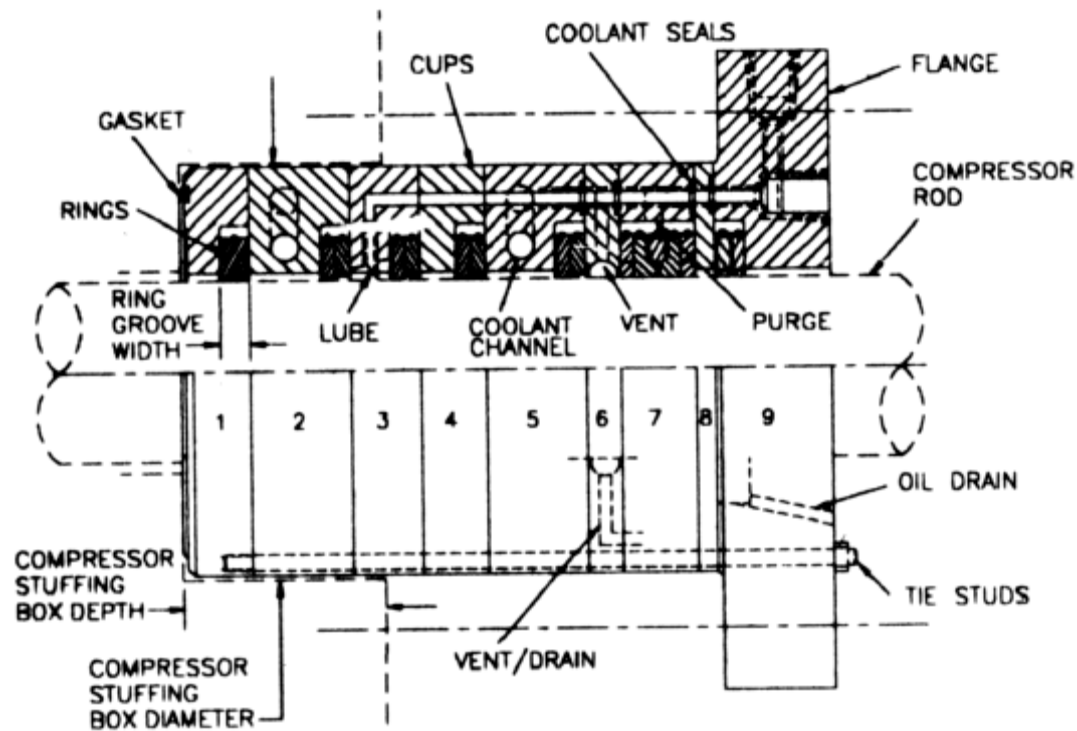 COOLANT SEALS
CUPS
FLANGE
GASKET
COMPRESSOR
ROD
RINGS
RING
GROOVE
WIDTH
LUBE
COOLANT
CHANNEL
VENT
PURGE
1 2 3 4 5 6 7 8 9
OIL DRAIN
COMPRESSOR
STUFFING
BOX DEPTH
TIE STUDS
VENT/DRAIN
COMPRESSOR
STUFFING
BOX DIAMETER